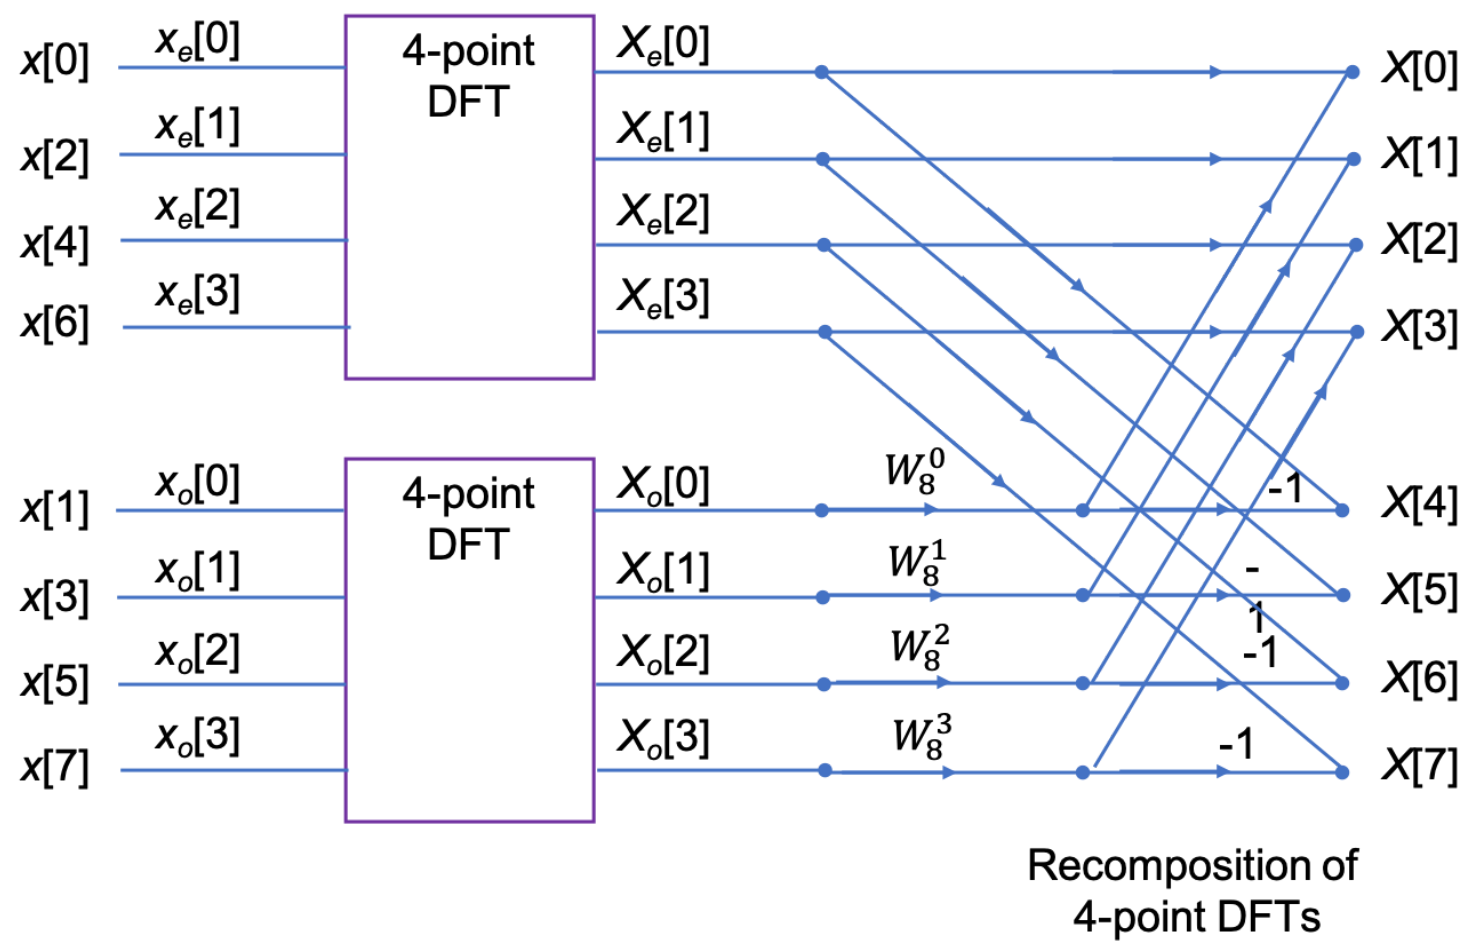 x[0] xe[0] 4-point Xe[0] X[0]
DFT
x[2] xe[1] Xe[1] X[1]
x[4] xe[2] Xe[2] X[2]
x[6] xe[3] Xe[3] X[3]
x[1] xo[0] 4-point Xo[0] W₈⁰ -1 X[4]
DFT
x[3] xo[1] Xo[1] W₈¹ - X[5]
1
x[5] xo[2] Xo[2] W₈² -1 X[6]
x[7] xo[3] Xo[3] W₈³ -1 X[7]
Recomposition of
4-point DFTs